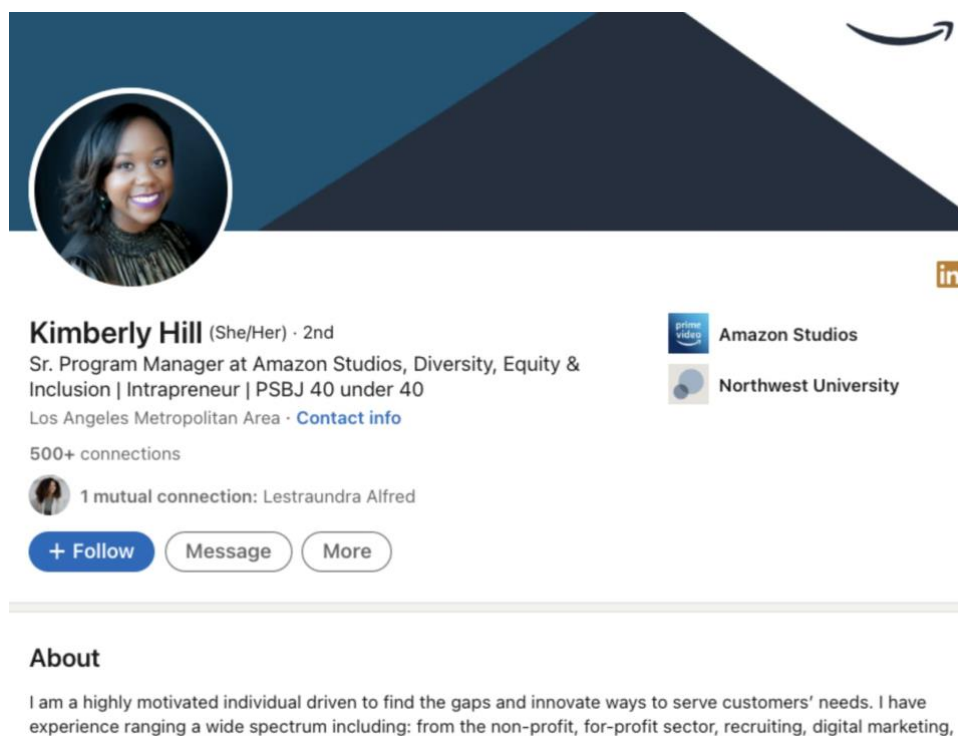 in
Kimberly Hill (She/Her) · 2nd
Sr. Program Manager at Amazon Studios, Diversity, Equity &
Inclusion | Intrapreneur | PSBJ 40 under 40
Los Angeles Metropolitan Area · Contact info
500+ connections
1 mutual connection: Lestraundra Alfred
+ Follow
Message
More
prime
video
Amazon Studios
Northwest University
About
I am a highly motivated individual driven to find the gaps and innovate ways to serve customers’ needs. I have
experience ranging a wide spectrum including: from the non-profit, for-profit sector, recruiting, digital marketing,